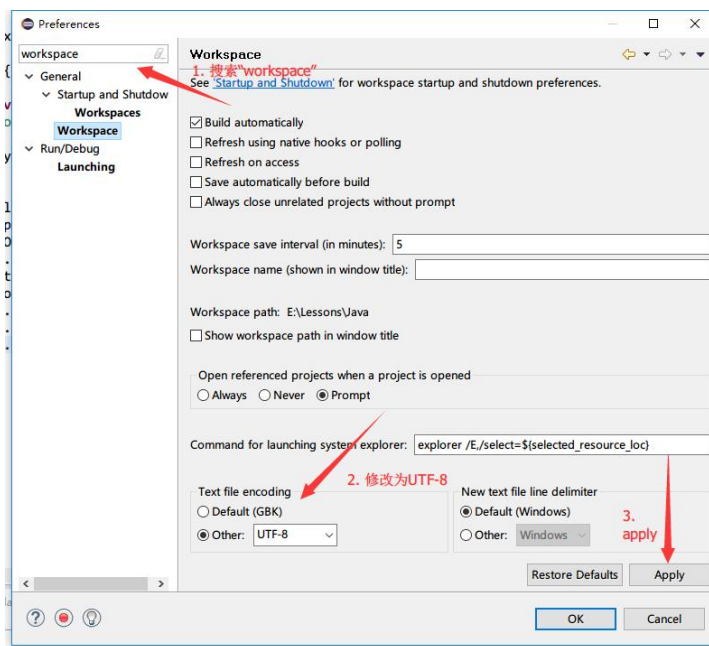 Preferences
workspace
General
Startup and Shutdow
Workspaces
Workspace
Run/Debug
Launching
Workspace
1. 搜索“workspace”
See 'Startup and Shutdown' for workspace startup and shutdown preferences.
Build automatically
Refresh using native hooks or polling
Refresh on access
Save automatically before build
Always close unrelated projects without prompt
Workspace save interval (in minutes): 5
Workspace name (shown in window title):
Workspace path: E:\Lessons\Java
Show workspace path in window title
Open referenced projects when a project is opened
Always Never Prompt
Command for launching system explorer: explorer /E,/select=${selected_resource_loc}
2. 修改为UTF-8
Text file encoding
Default (GBK)
Other: UTF-8
New text file line delimiter
Default (Windows)
Other: Windows
3.
apply
Restore Defaults Apply
OK Cancel